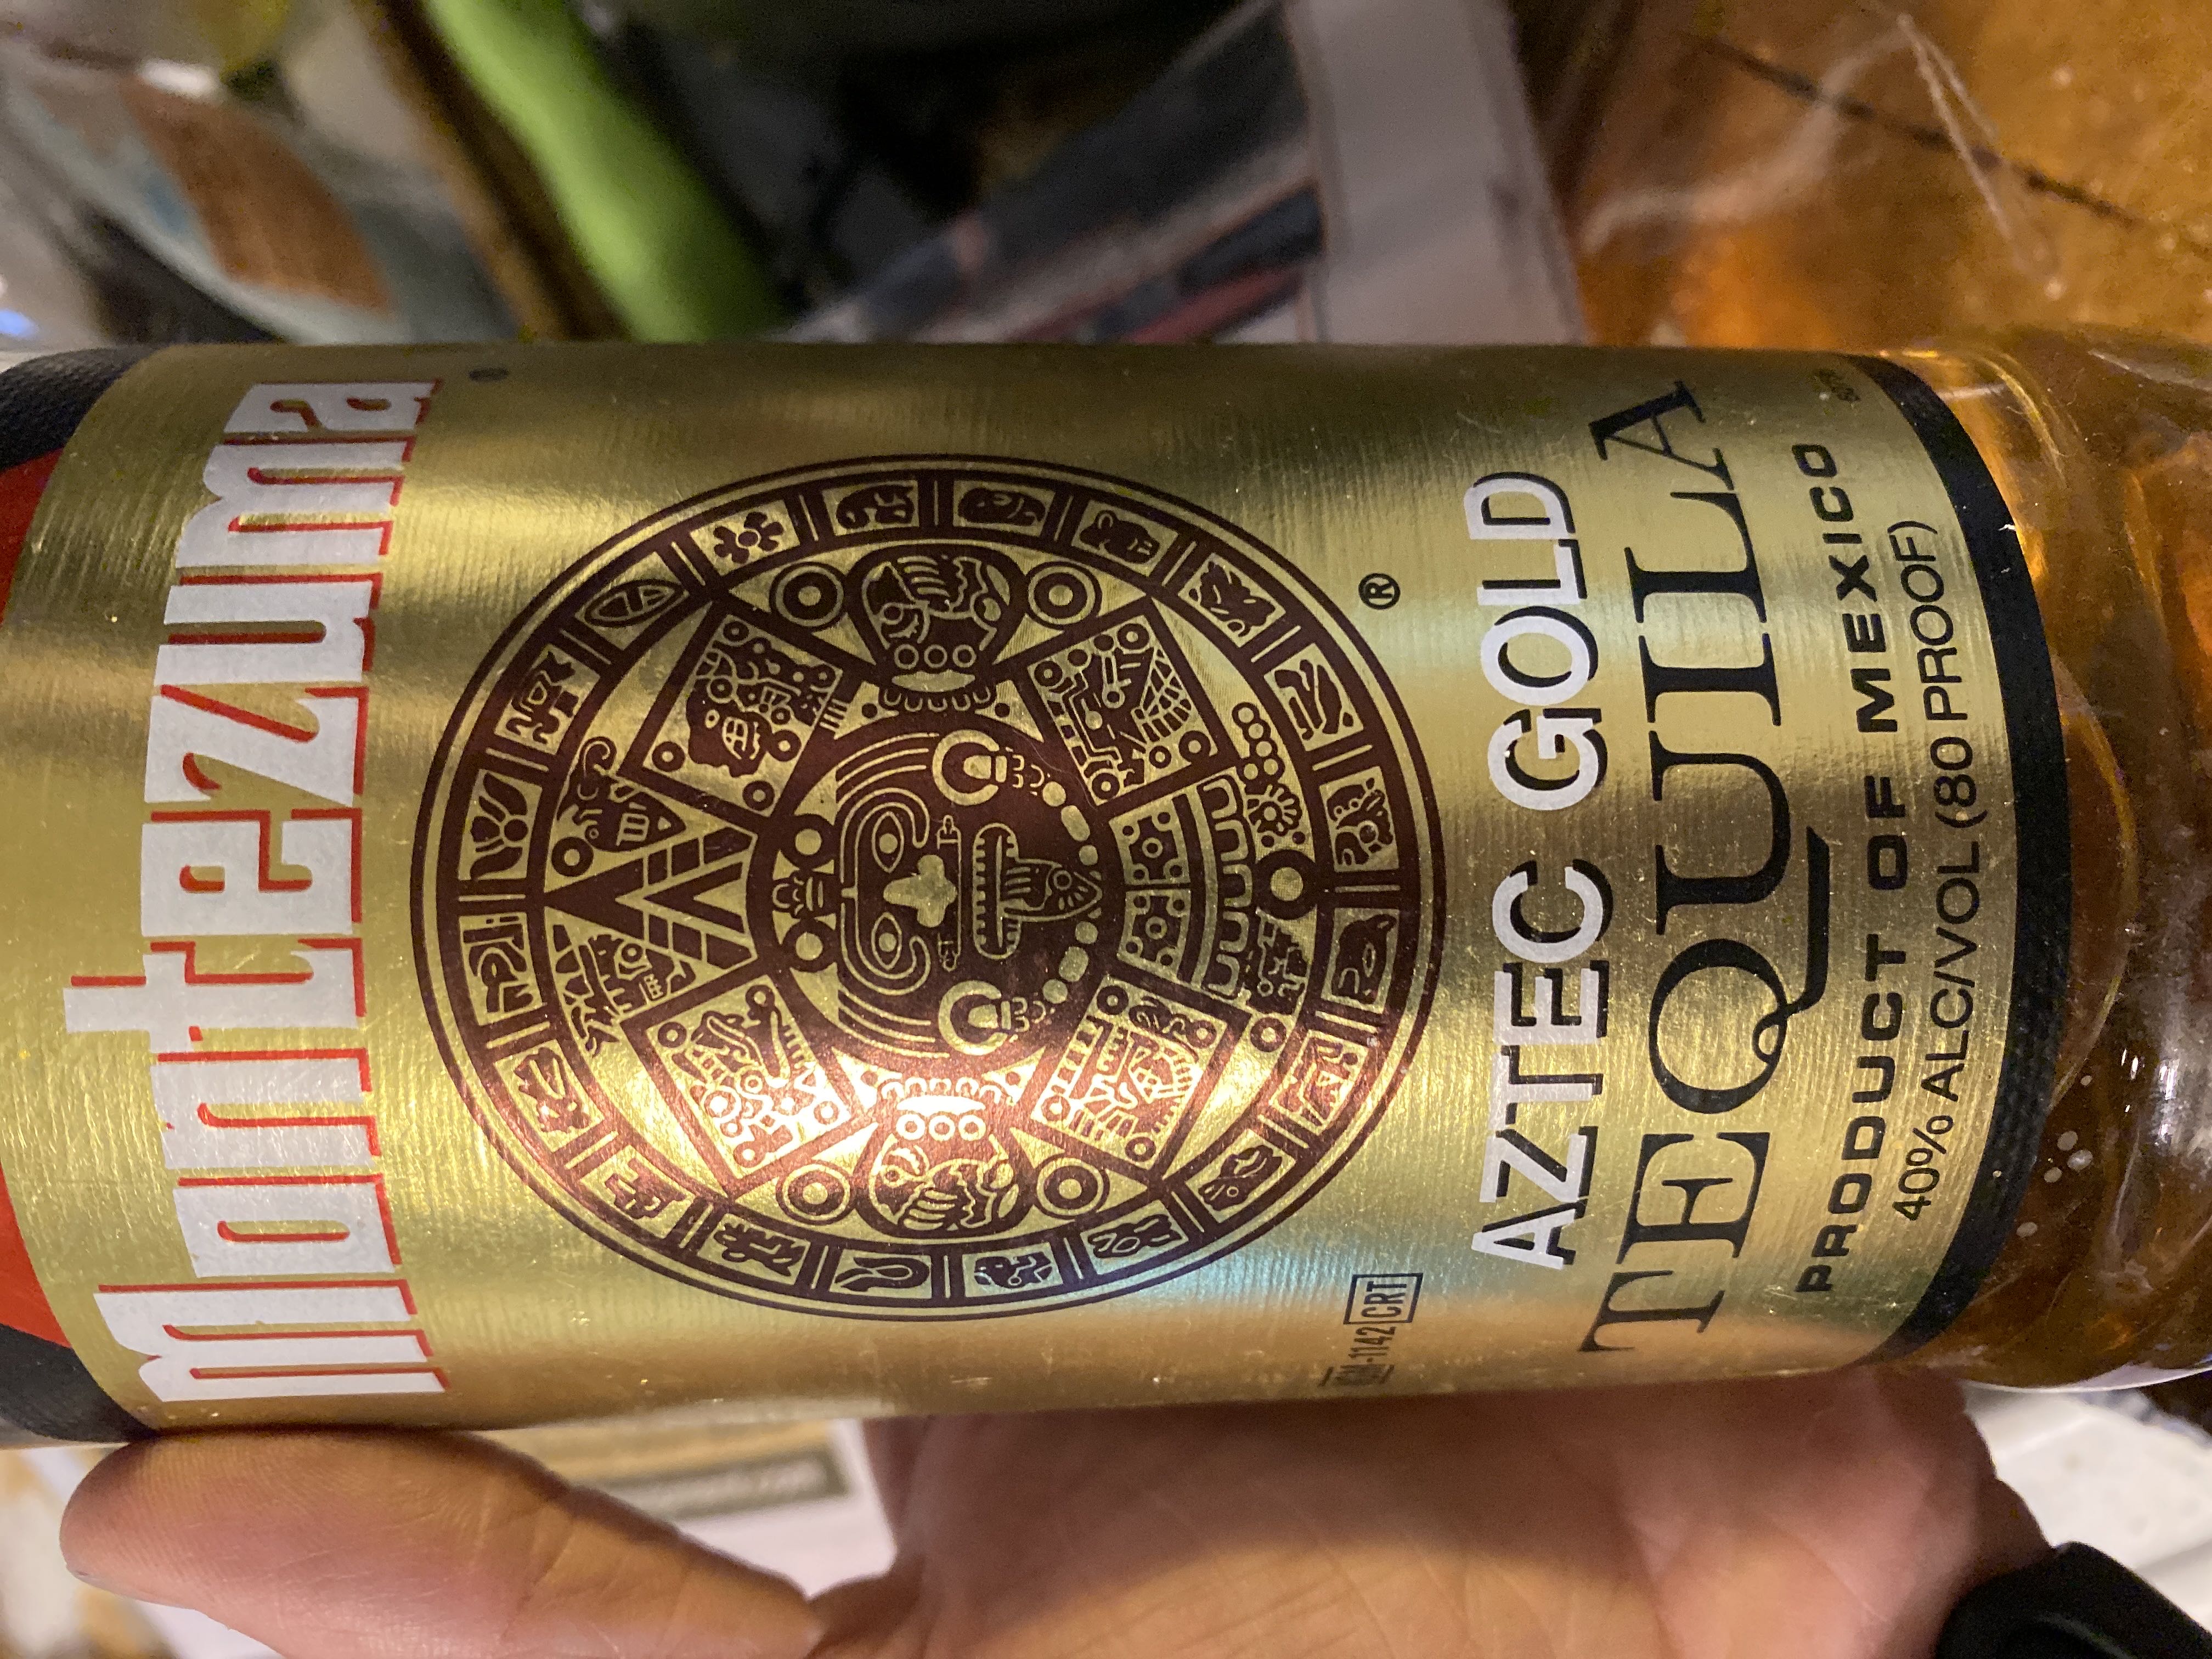 montezuma®
®
1142 CRT
AZTEC GOLD
TEQUILA
PRODUCT OF MEXICO
40% ALC/VOL (80 PROOF)